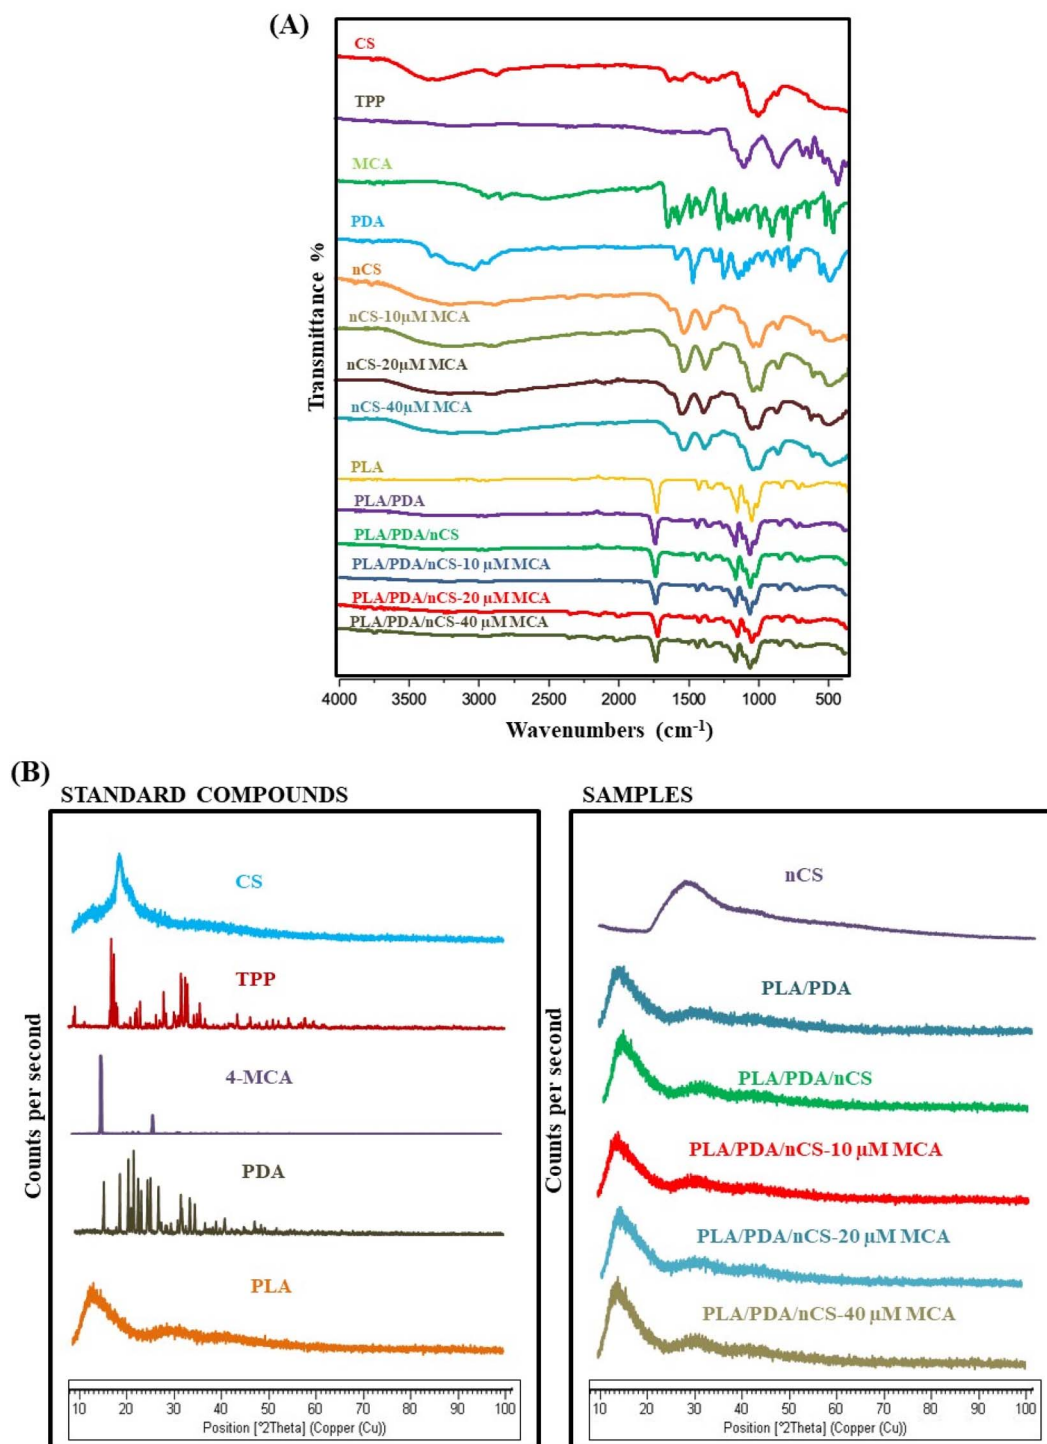 (A)
CS
TPP
MCA
PDA
nCS
nCS-10μM MCA
nCS-20μM MCA
nCS-40μM MCA
PLA
PLA/PDA
PLA/PDA/nCS
PLA/PDA/nCS-10 μM MCA
PLA/PDA/nCS-20 μM MCA
PLA/PDA/nCS-40 μM MCA
Transmittance %
4000 3500 3000 2500 2000 1500 1000 500
Wavenumbers (cm⁻¹)
(B)
STANDARD COMPOUNDS
CS
TPP
4-MCA
PDA
PLA
Counts per second
10 20 30 40 50 60 70 80 90 100
Position [°2Theta] (Copper (Cu))
SAMPLES
nCS
PLA/PDA
PLA/PDA/nCS
PLA/PDA/nCS-10 μM MCA
PLA/PDA/nCS-20 μM MCA
PLA/PDA/nCS-40 μM MCA
Counts per second
10 20 30 40 50 60 70 80 90 100
Position [°2Theta] (Copper (Cu))